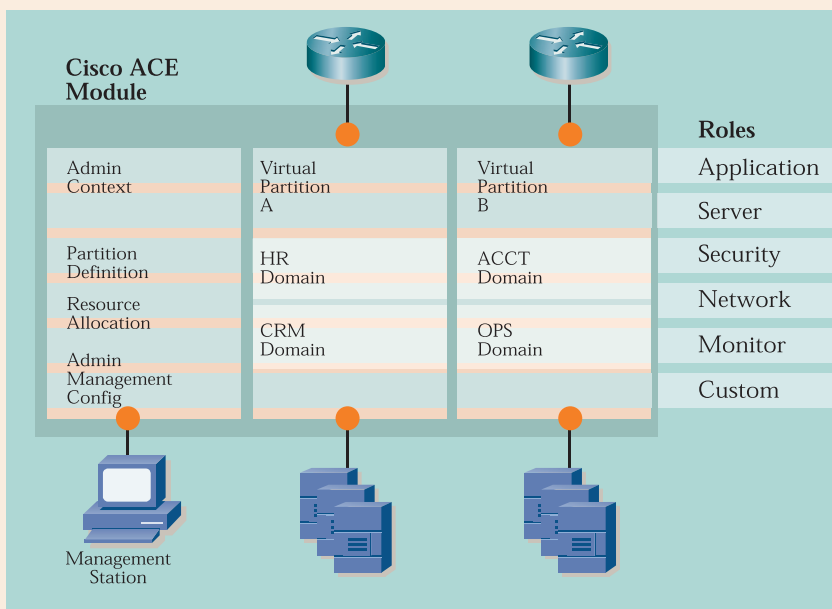 Cisco ACE
Module
Admin
Context
Partition
Definition
Resource
Allocation
Admin
Management
Config
Virtual
Partition
A
HR
Domain
CRM
Domain
Virtual
Partition
B
ACCT
Domain
OPS
Domain
Roles
Application
Server
Security
Network
Monitor
Custom
Management
Station